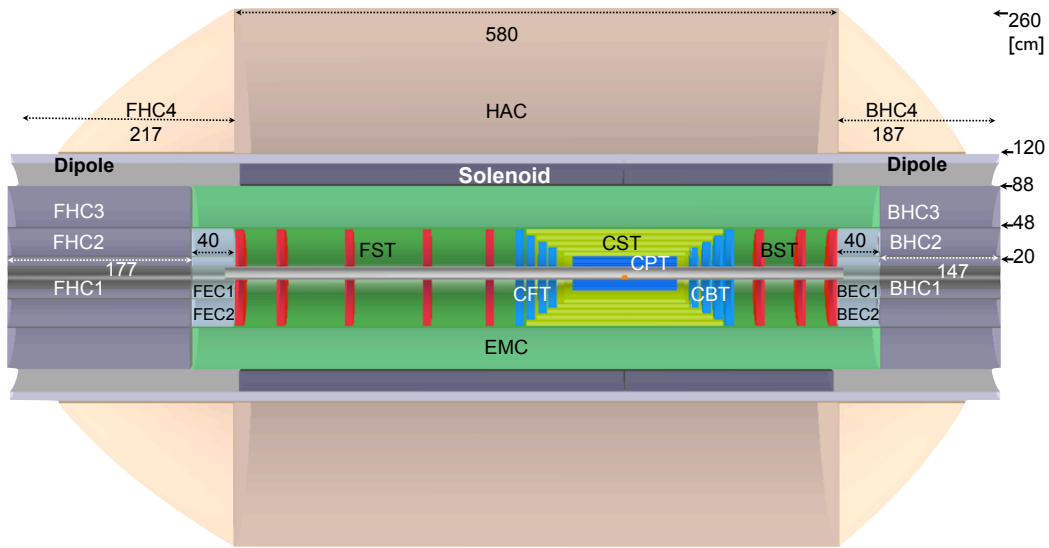 260
[cm]
580
FHC4
HAC
BHC4
217
187
120
Dipole
Dipole
Solenoid
88
FHC3
BHC3
48
40
FHC2
FST
CST
BST
40
BHC2
20
177
CPT
147
FHC1
FEC1
CFT
CBT
BEC1
BHC1
FEC2
BEC2
EMC